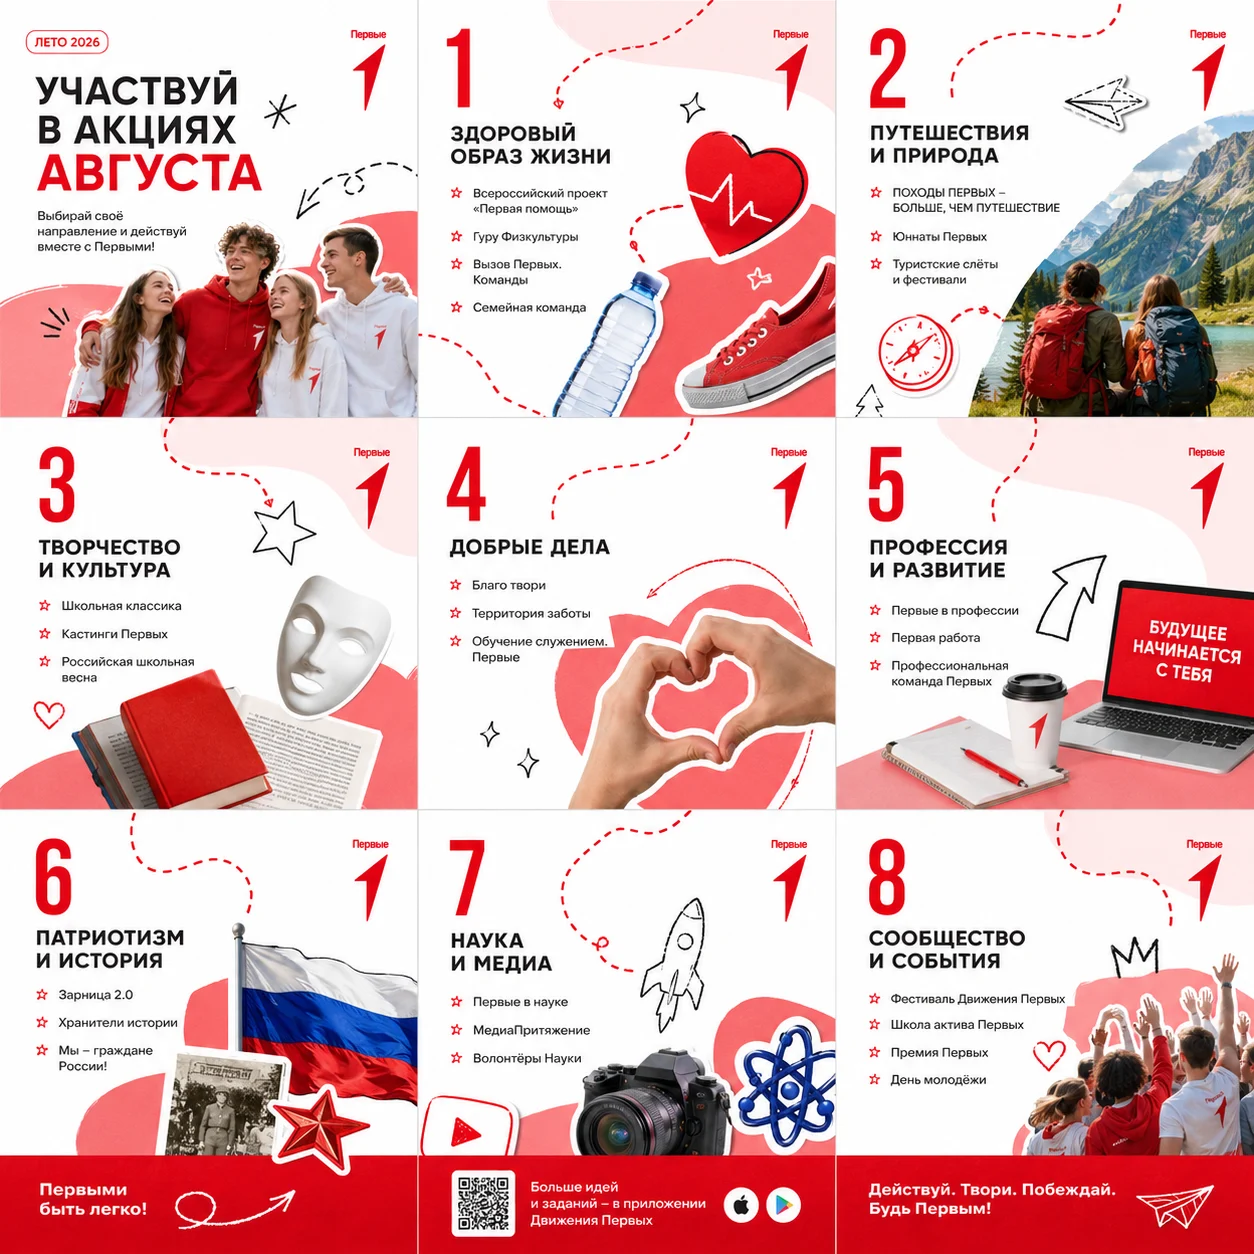 ЛЕТО 2026
Первые
УЧАСТВУЙ
В АКЦИЯХ
АВГУСТА
Выбирай своё
направление и действуй
вместе с Первыми!
1
Первые
ЗДОРОВЫЙ
ОБРАЗ ЖИЗНИ
Всероссийский проект
«Первая помощь»
Гуру Физкультуры
Вызов Первых.
Команды
Семейная команда
2
Первые
ПУТЕШЕСТВИЯ
И ПРИРОДА
ПОХОДЫ ПЕРВЫХ –
БОЛЬШЕ, ЧЕМ ПУТЕШЕСТВИЕ
Юннаты Первых
Туристские слёты
и фестивали
3
Первые
ТВОРЧЕСТВО
И КУЛЬТУРА
Школьная классика
Кастинги Первых
Российская школьная
весна
4
Первые
ДОБРЫЕ ДЕЛА
Благо твори
Территория заботы
Обучение служением.
Первые
5
Первые
ПРОФЕССИЯ
И РАЗВИТИЕ
Первые в профессии
Первая работа
Профессиональная
команда Первых
БУДУЩЕЕ
НАЧИНАЕТСЯ
С ТЕБЯ
6
Первые
ПАТРИОТИЗМ
И ИСТОРИЯ
Зарница 2.0
Хранители истории
Мы – граждане
России!
Первыми
быть легко!
7
Первые
НАУКА
И МЕДИА
Первые в науке
МедиаПритяжение
Волонтёры Науки
Больше идей
и заданий – в приложении
Движения Первых
8
Первые
СООБЩЕСТВО
И СОБЫТИЯ
Фестиваль Движения Первых
Школа актива Первых
Премия Первых
День молодёжи
Действуй. Твори. Побеждай.
Будь Первым!